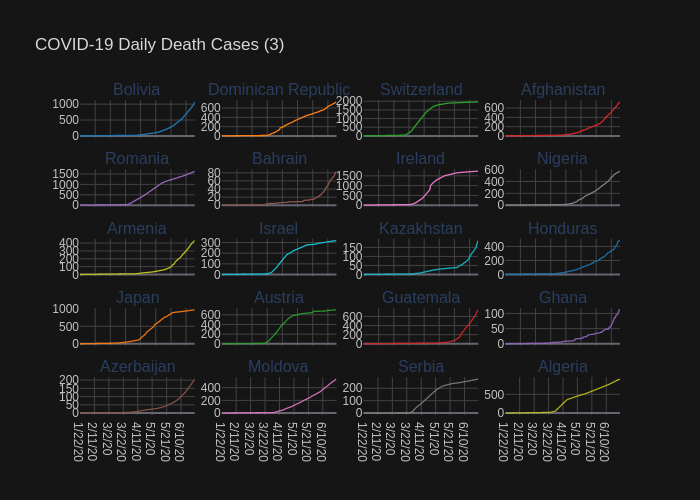 COVID-19 Daily Death Cases (3)
Bolivia Dominican Republic Switzerland Afghanistan
1000 500 0
600 400 200 0
2000 1500 1000 500 0
600 400 200 0
Romania Bahrain Ireland Nigeria
1500 1000 500 0
80 60 40 20 0
1500 1000 500 0
600 400 200 0
Armenia Israel Kazakhstan Honduras
400 300 200 100 0
300 200 100 0
150 100 50 0
400 200 0
Japan Austria Guatemala Ghana
1000 500 0
600 400 200 0
600 400 200 0
100 50 0
Azerbaijan Moldova Serbia Algeria
200 150 100 50 0
400 200 0
200 100 0
500 0
1/22/20 2/11/20 3/2/20 3/22/20 4/11/20 5/1/20 5/21/20 6/10/20
1/22/20 2/11/20 3/2/20 3/22/20 4/11/20 5/1/20 5/21/20 6/10/20
1/22/20 2/11/20 3/2/20 3/22/20 4/11/20 5/1/20 5/21/20 6/10/20
1/22/20 2/11/20 3/2/20 3/22/20 4/11/20 5/1/20 5/21/20 6/10/20